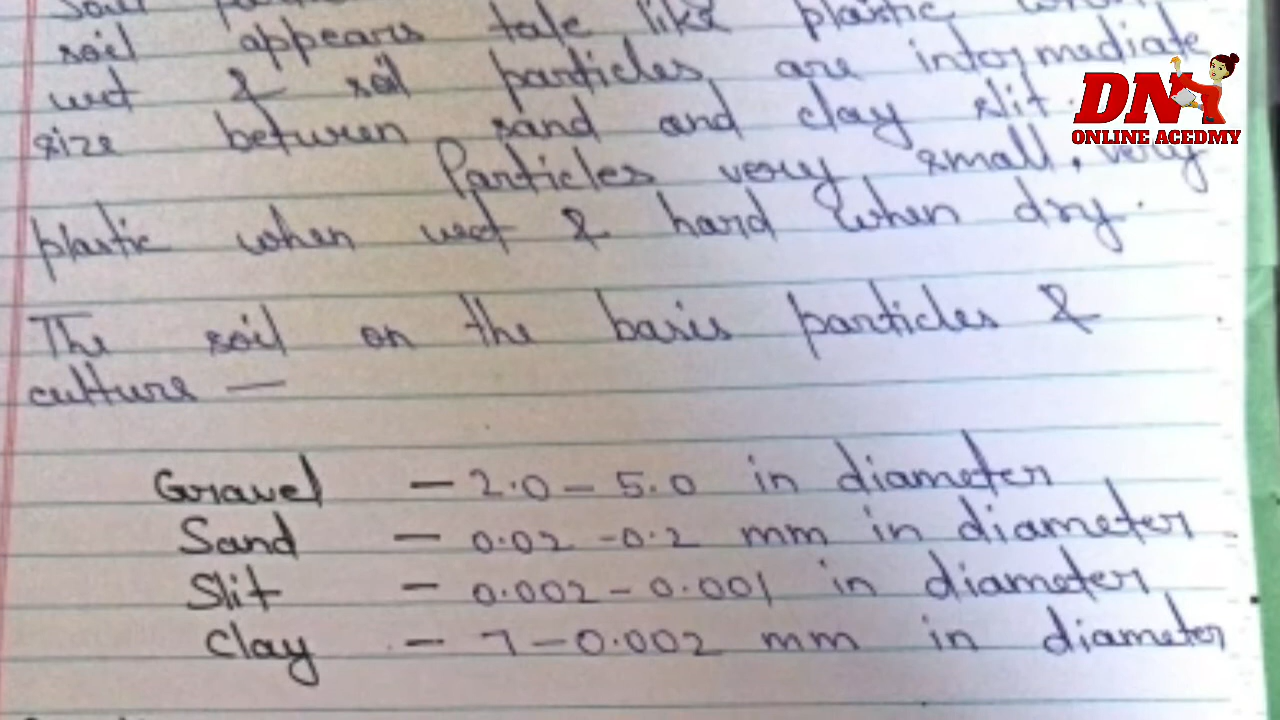 soil appears tale like plastic
wet & soil particles are intormediate
size between sand and clay slit.
Particles very small, very
plastic when wet & hard when dry.
The soil on the basis particles &
culture —
Gravel — 2.0 – 5.0 in diameter
Sand — 0.02 - 0.2 mm in diameter
Slit — 0.002 – 0.001 in diameter
Clay — 7 – 0.002 mm in diameter
DN
ONLINE ACEDMY